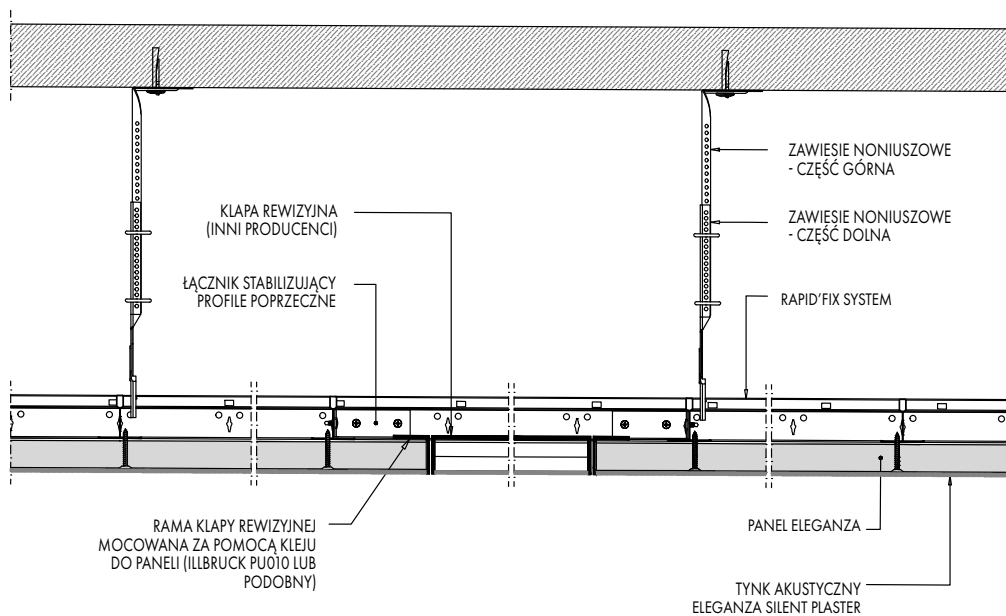 ZAWIESIE NONIUSZOWE
- CZĘŚĆ GÓRNA
KLAPA REWIZYJNA
(INNI PRODUCENCI)
ZAWIESIE NONIUSZOWE
- CZĘŚĆ DOLNA
ŁĄCZNIK STABILIZUJĄCY
PROFILE POPRZECZNE
RAPID'FIX SYSTEM
RAMA KLAPY REWIZYJNEJ
MOCOWANA ZA POMOCĄ KLEJU
DO PANELI (ILLBRUCK PU010 LUB
PODOBNY)
PANEL ELEGANZA
TYNK AKUSTYCZNY
ELEGANZA SILENT PLASTER